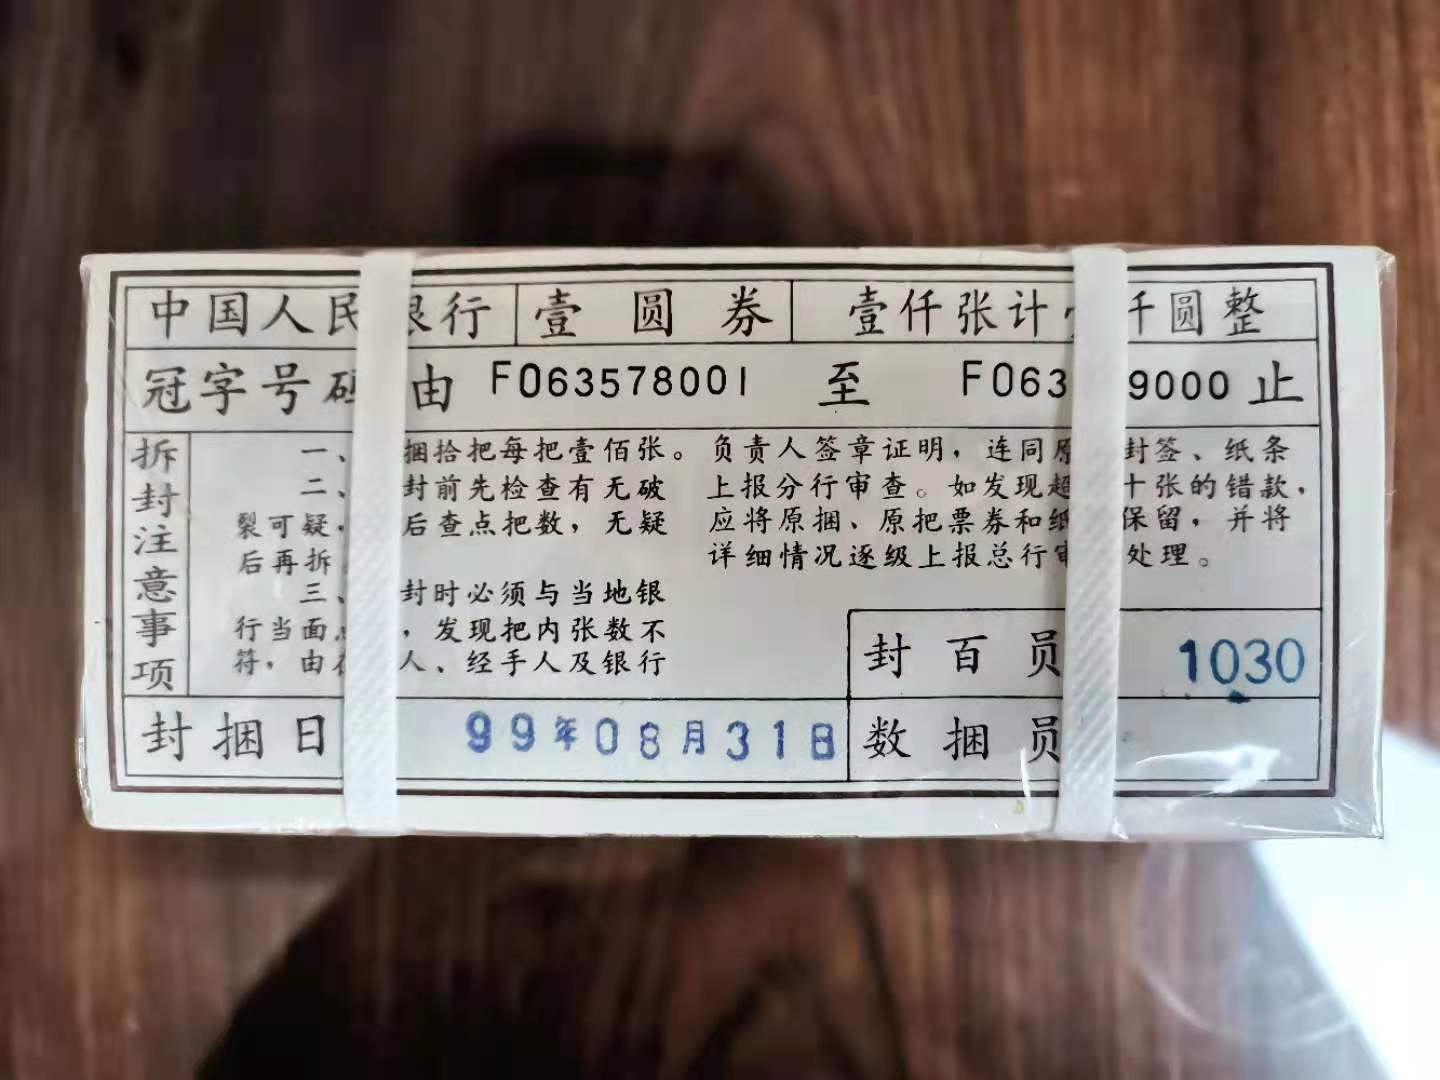 中国人民银行 壹圆券 壹仟张计 仟圆整
冠字号码 由 F063578001 至 F063 9000 止
拆封注意事项
一、 捆拾把每把壹佰张。
二、 封前先检查有无破
裂可疑, 后查点把数，无疑
后再拆
三、 封时必须与当地银
行当面 ，发现把内张数不
符，由 人、经手人及银行
负责人签章证明，连同原 封签、纸条
上报分行审查。如发现超 十张的错款，
应将原捆、原把票券和纸 保留，并将
详细情况逐级上报总行审 处理。
封百员 1030
封捆日 99年08月31日
数捆员